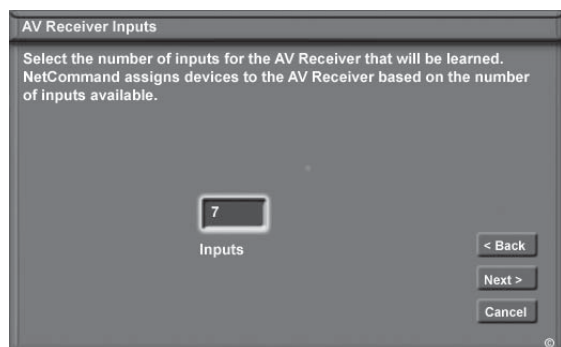 AV Receiver Inputs
Select the number of inputs for the AV Receiver that will be learned.
NetCommand assigns devices to the AV Receiver based on the number
of inputs available.
7
Inputs
< Back
Next >
Cancel
©